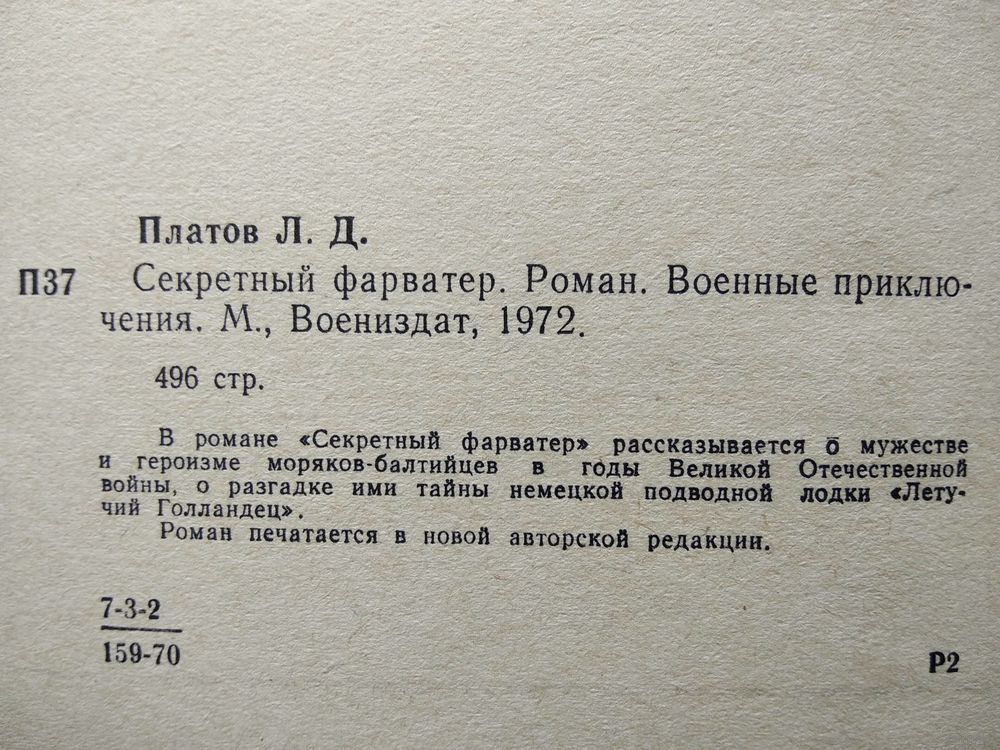 Платов Л. Д.
П37 Секретный фарватер. Роман. Военные приклю-
чения. М., Воениздат, 1972.
496 стр.
В романе «Секретный фарватер» рассказывается о мужестве
и героизме моряков-балтийцев в годы Великой Отечественной
войны, о разгадке ими тайны немецкой подводной лодки «Лету-
чий Голландец».
Роман печатается в новой авторской редакции.
7-3-2
159-70
Р2